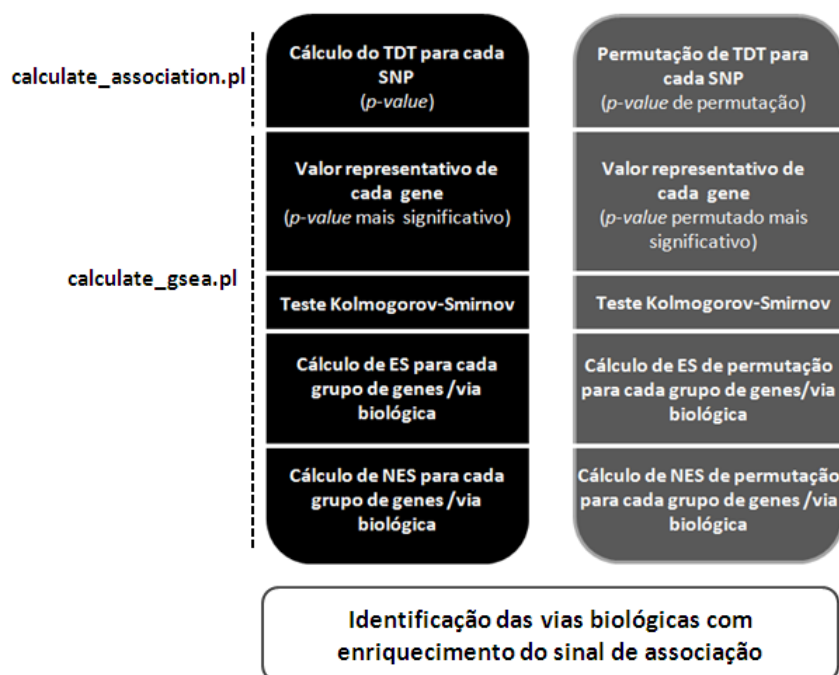 calculate_association.pl
Cálculo do TDT para cada
SNP
(p-value)
Permutação de TDT para
cada SNP
(p-value de permutação)
calculate_gsea.pl
Valor representativo de
cada gene
(p-value mais significativo)
Valor representativo de
cada gene
(p-value permutado mais
significativo)
Teste Kolmogorov-Smirnov
Teste Kolmogorov-Smirnov
Cálculo de ES para cada
grupo de genes /via
biológica
Cálculo de ES de permutação
para cada grupo de genes/via
biológica
Cálculo de NES para cada
grupo de genes /via
biológica
Cálculo de NES de permutação
para cada grupo de genes /via
biológica
Identificação das vias biológicas com
enriquecimento do sinal de associação